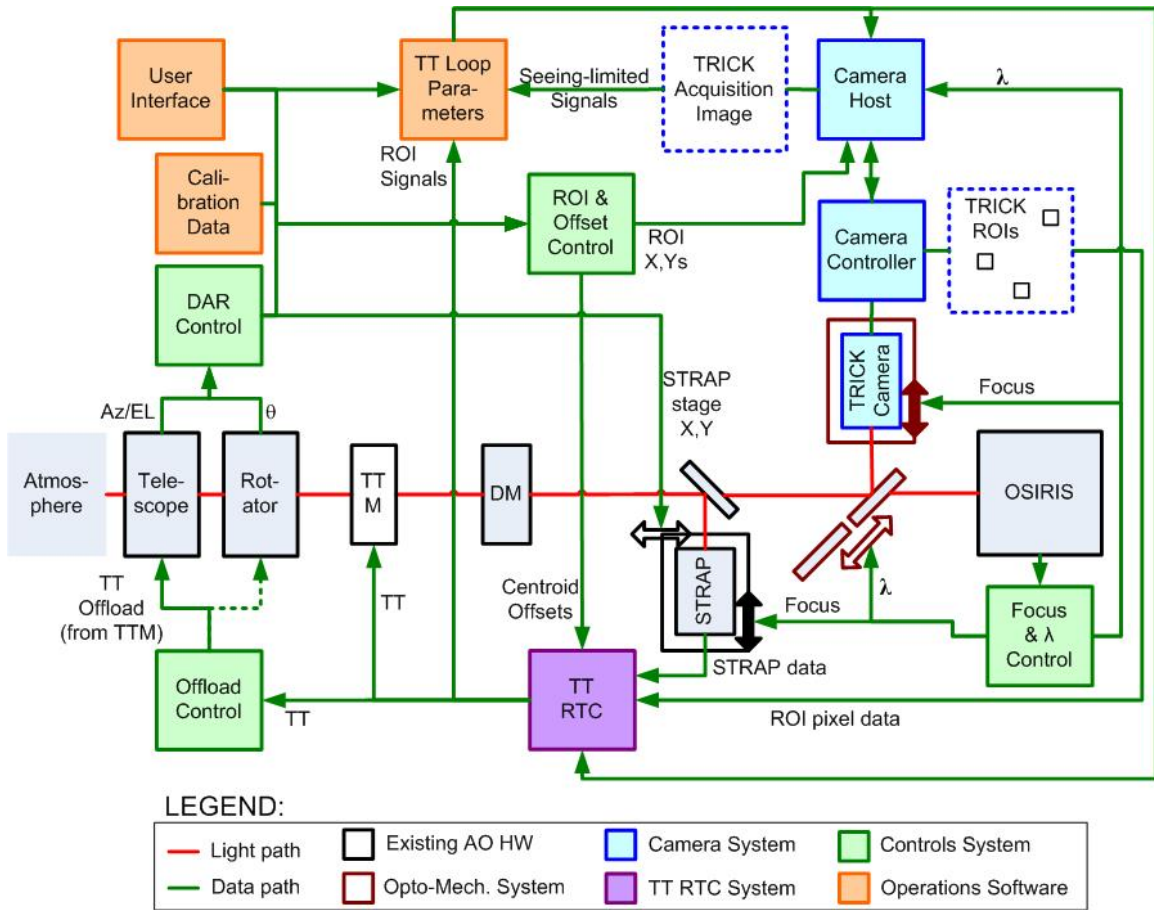 User
Interface
TT Loop
Para-
meters
Seeing-limited
Signals
TRICK
Acquisition
Image
Camera
Host
λ
Cali-
bration
Data
ROI
Signals
ROI &
Offset
Control
ROI
X,Ys
Camera
Controller
TRICK
ROIs
DAR
Control
TRICK
Camera
STRAP
stage
X,Y
Focus
Az/EL
θ
Atmos-
phere
Tele-
scope
Rot-
ator
TT
M
DM
OSIRIS
STRAP
TT
Offload
(from TTM)
TT
Centroid
Offsets
Focus
λ
Focus
& λ
Control
STRAP data
Offload
Control
TT
TT
RTC
ROI pixel data
LEGEND:
Light path
Existing AO HW
Camera System
Controls System
Data path
Opto-Mech. System
TT RTC System
Operations Software